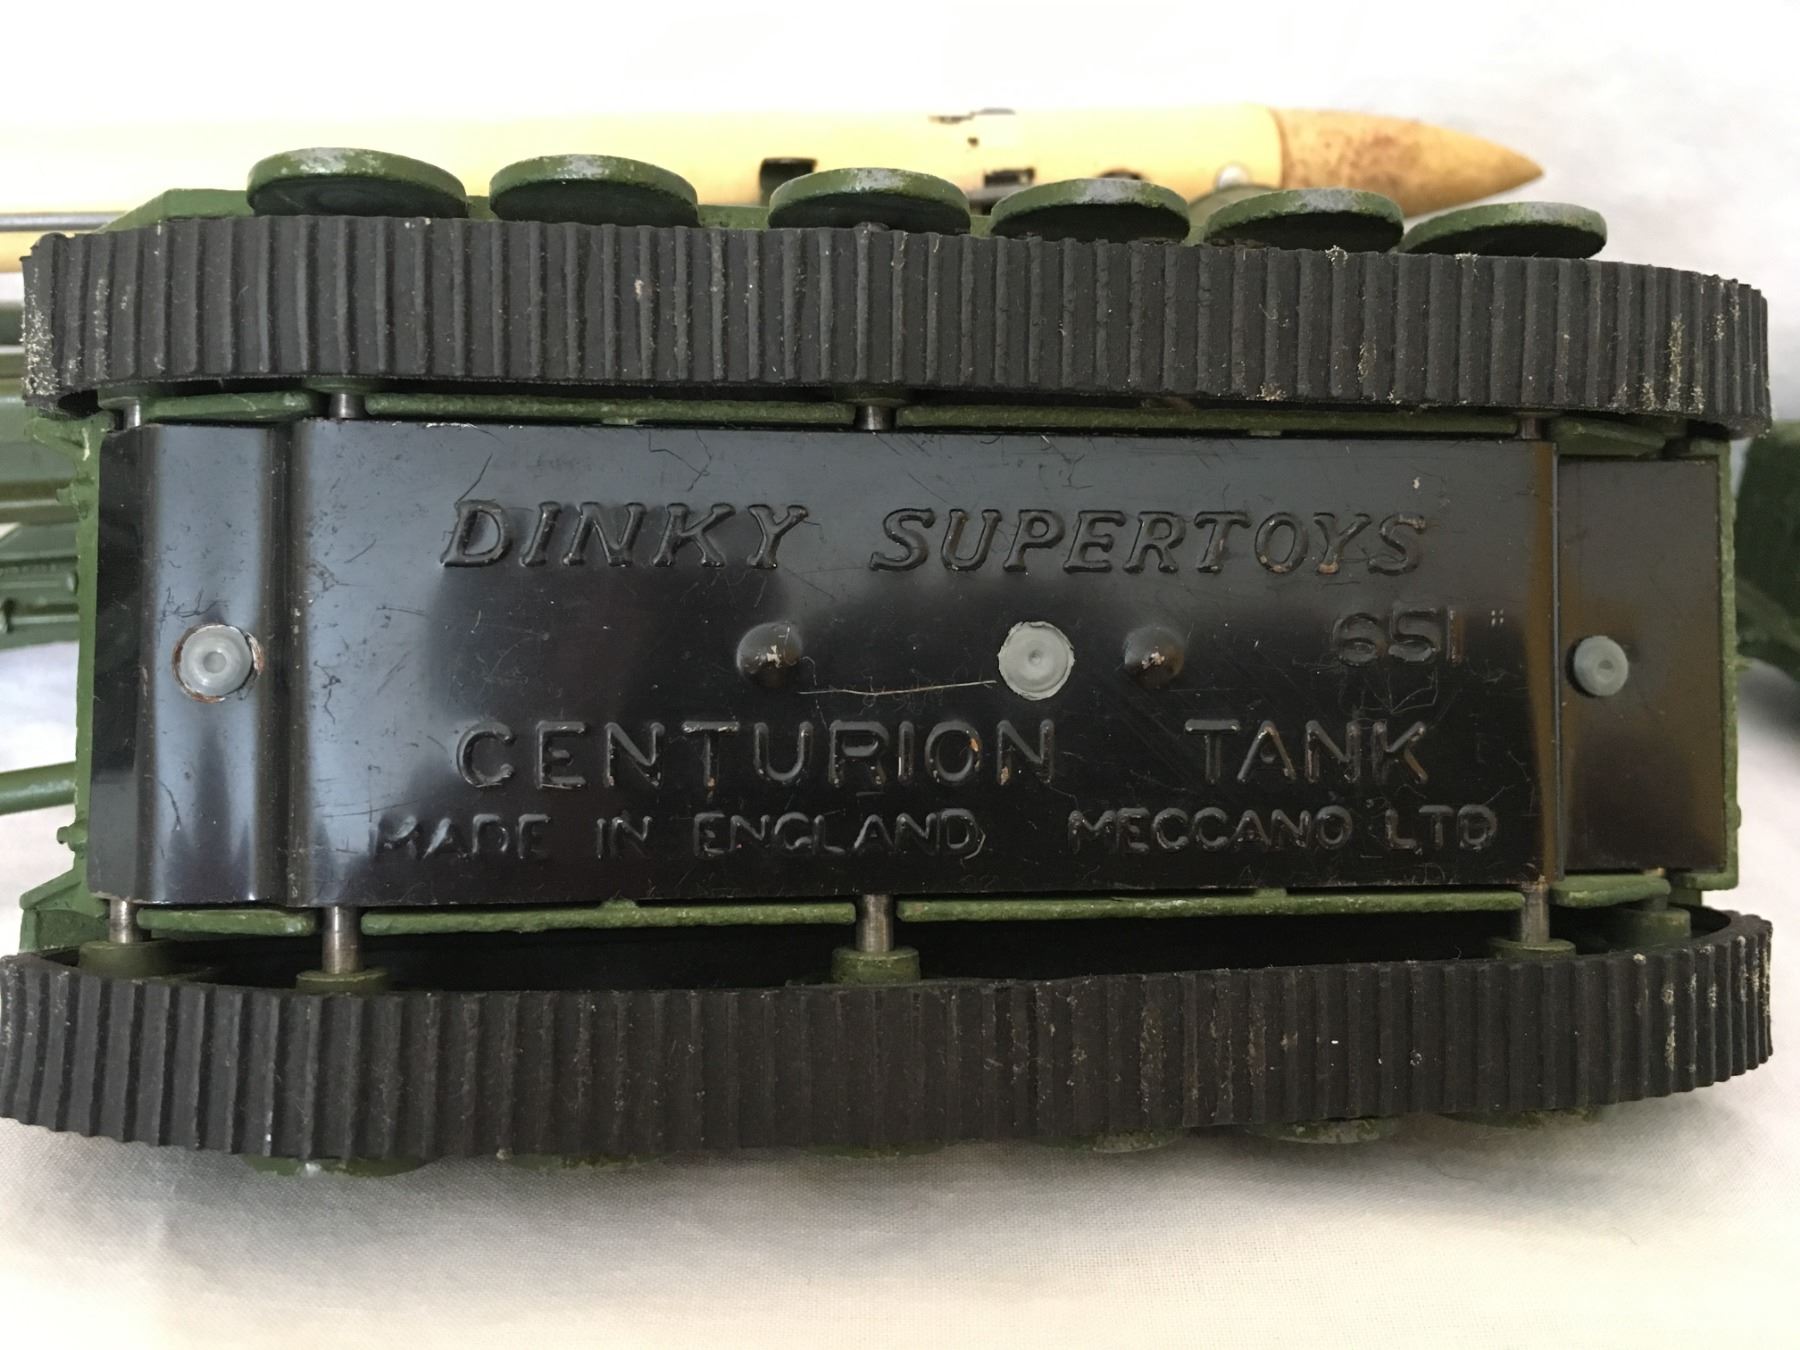 DINKY SUPERTOYS
651
CENTURION TANK
MADE IN ENGLAND MECCANO LTD